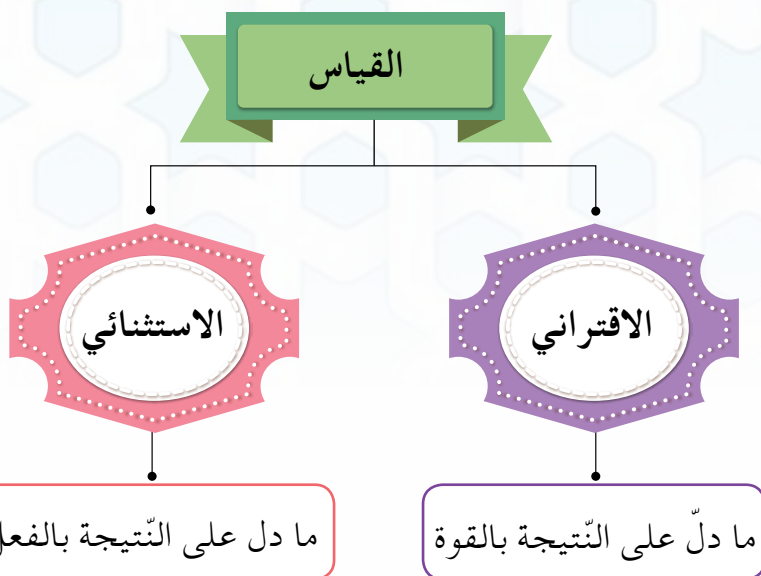 القياس
الاقتراني
الاستثنائي
ما دلّ على النّتيجة بالقوة
ما دل على النّتيجة بالفعل